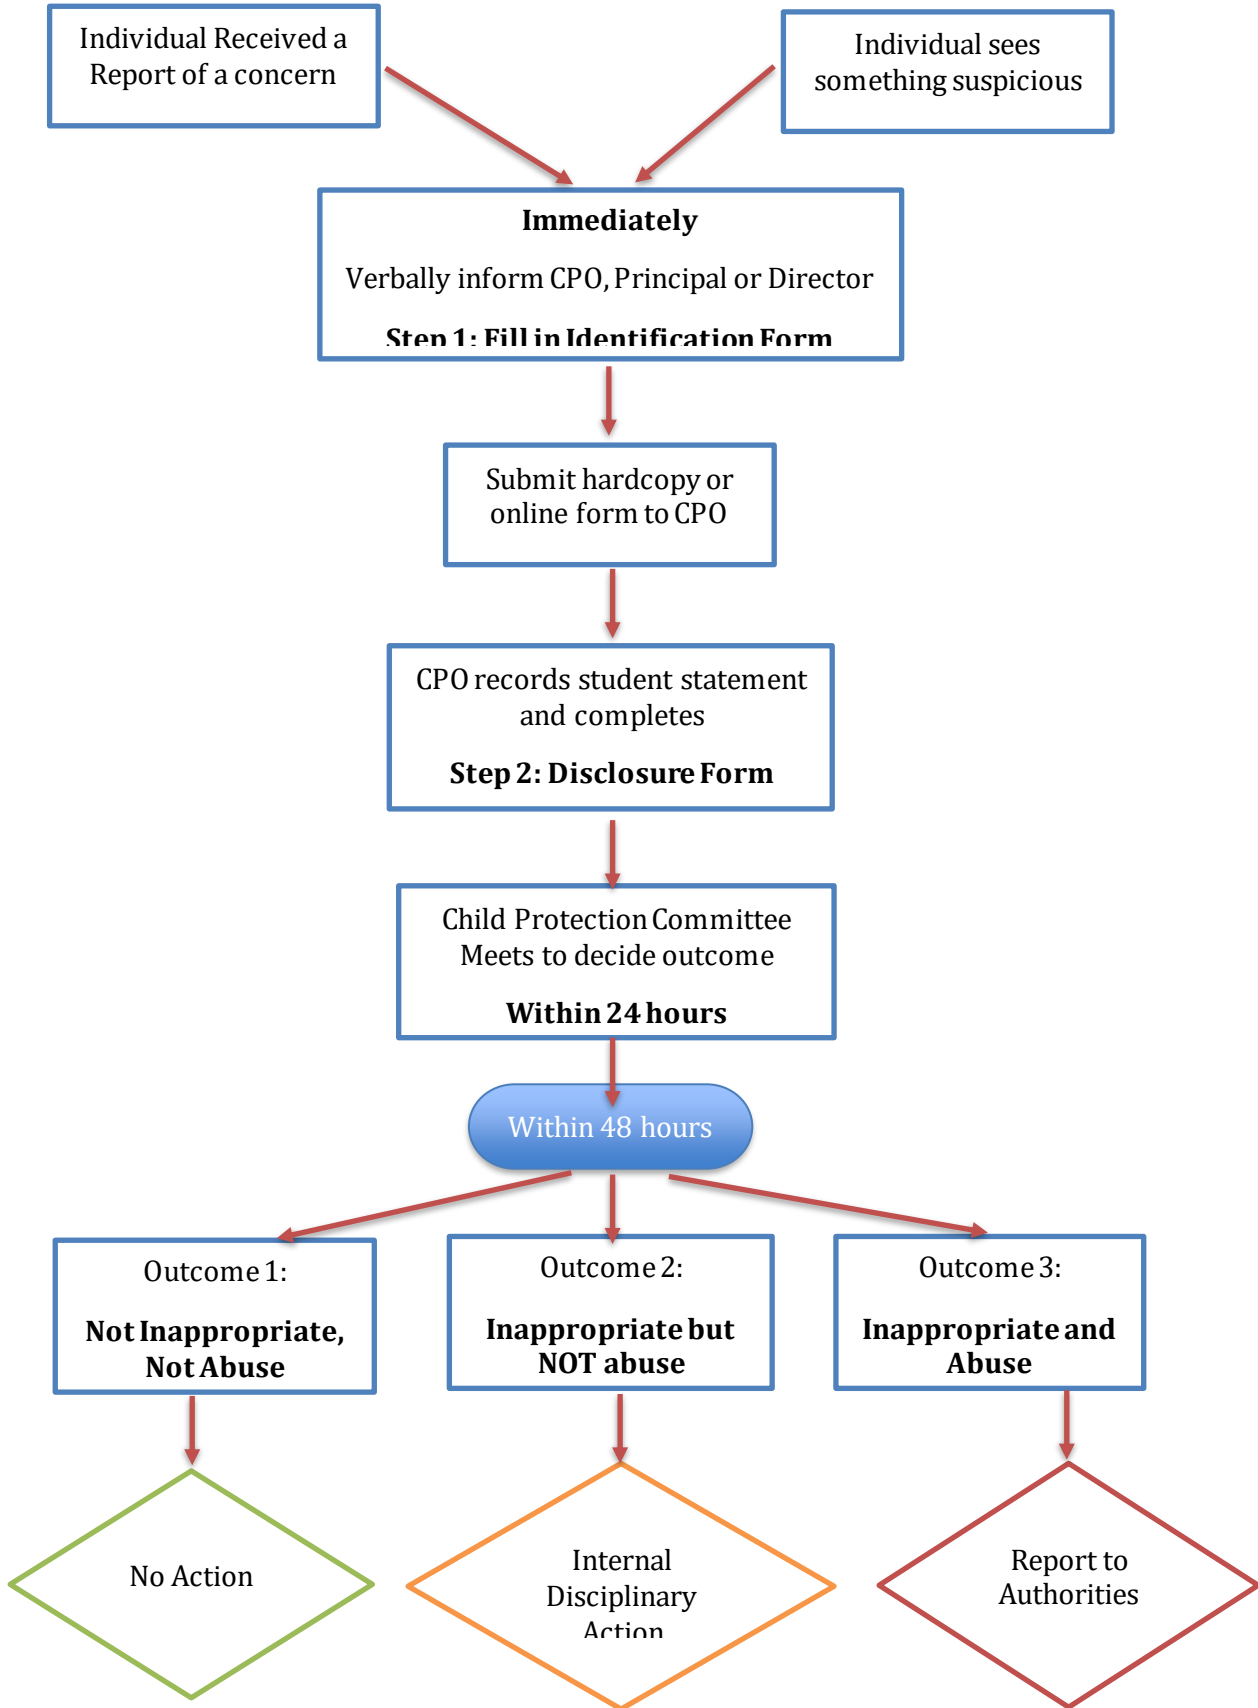 Individual Received a
Report of a concern
Individual sees
something suspicious
Immediately
Verbally inform CPO, Principal or Director
Step 1: Fill in Identification Form
Submit hardcopy or
online form to CPO
CPO records student statement
and completes
Step 2: Disclosure Form
Child Protection Committee
Meets to decide outcome
Within 24 hours
Within 48 hours
Outcome 1:
Not Inappropriate,
Not Abuse
Outcome 2:
Inappropriate but
NOT abuse
Outcome 3:
Inappropriate and
Abuse
No Action
Internal
Disciplinary
Action
Report to
Authorities